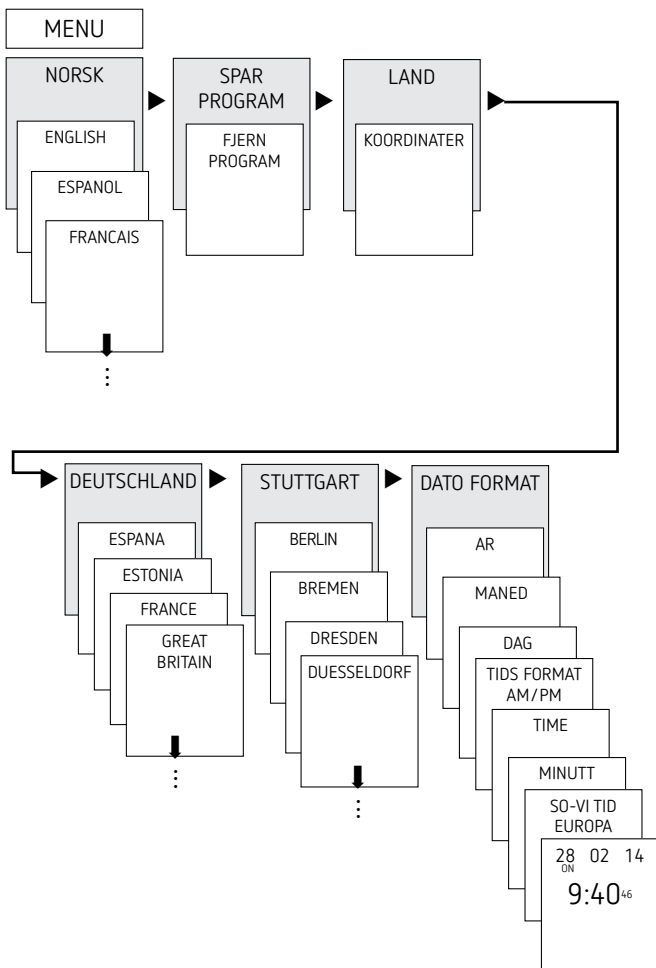 MENU
NORSK
ENGLISH
ESPANOL
FRANCAIS
SPAR
PROGRAM
FJERN
PROGRAM
LAND
KOORDINATER
DEUTSCHLAND
ESPANA
ESTONIA
FRANCE
GREAT
BRITAIN
STUTTGART
BERLIN
BREMEN
DRESDEN
DUESSELDORF
DATO FORMAT
AR
MANED
DAG
TIDS FORMAT
AM/PM
TIME
MINUTT
SO-VI TID
EUROPA
28 02 14
ON
9:40 46